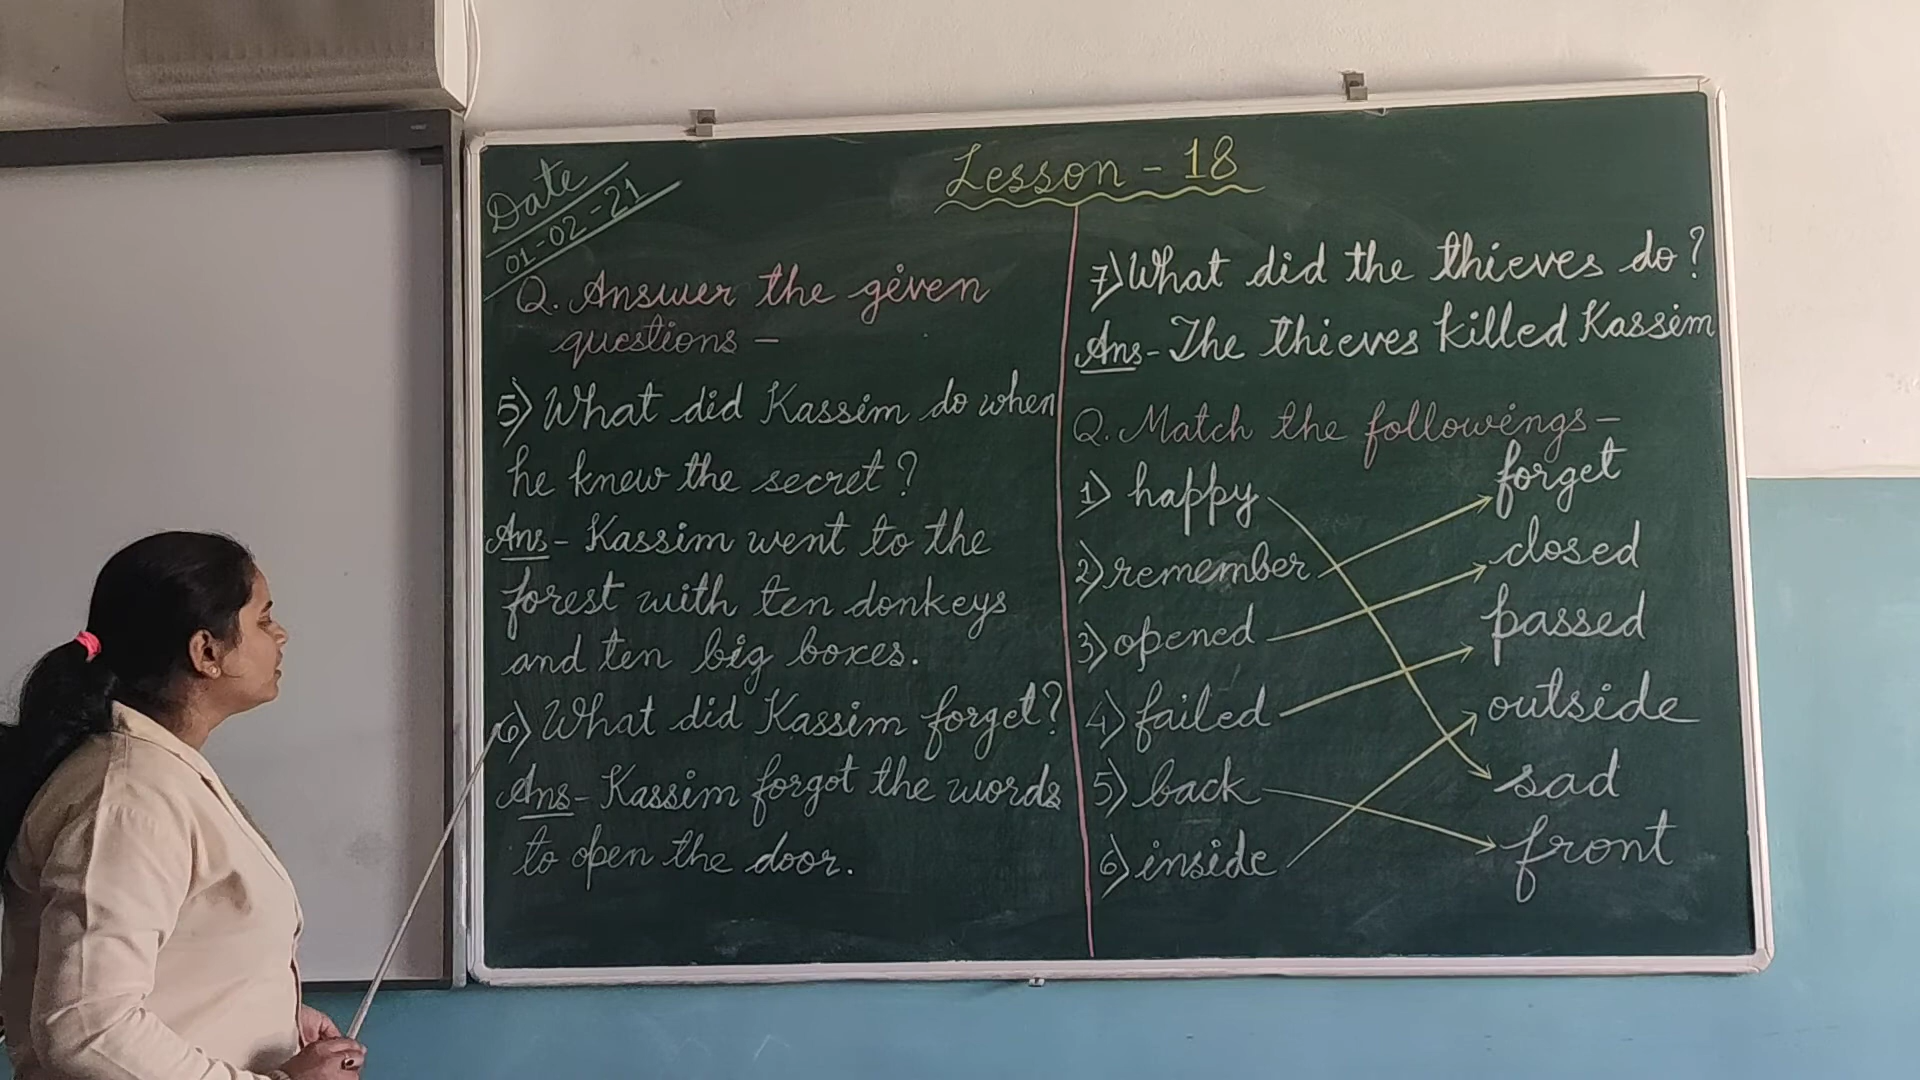 Lesson - 18
Date
01-02-21
Q. Answer the given
questions -
5) What did Kassim do when
he knew the secret?
Ans - Kassim went to the
forest with ten donkeys
and ten big boxes.
6) What did Kassim forget?
Ans - Kassim forgot the words
to open the door.
7) What did the thieves do?
Ans - The thieves killed Kassim
Q. Match the followings -
1) happy forget
2) remember closed
3) opened passed
4) failed outside
5) back sad
6) inside front